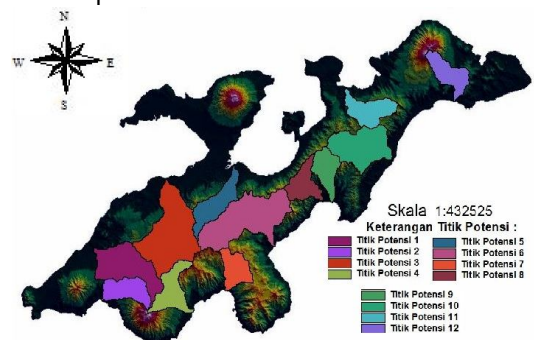 N
W E
S
Skala 1:432525
Keterangan Titik Potensi :
Titik Potensi 1
Titik Potensi 2
Titik Potensi 3
Titik Potensi 4
Titik Potensi 5
Titik Potensi 6
Titik Potensi 7
Titik Potensi 8
Titik Potensi 9
Titik Potensi 10
Titik Potensi 11
Titik Potensi 12